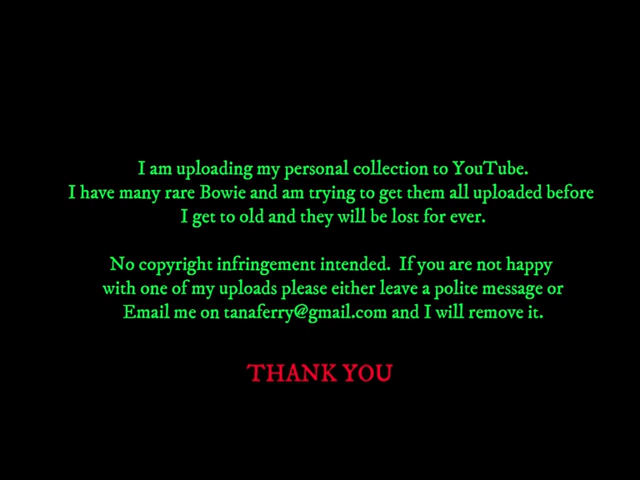 I am uploading my personal collection to YouTube.
I have many rare Bowie and am trying to get them all uploaded before
I get to old and they will be lost for ever.
No copyright infringement intended.  If you are not happy
with one of my uploads please either leave a polite message or
Email me on tanaferry@gmail.com and I will remove it.
THANK YOU